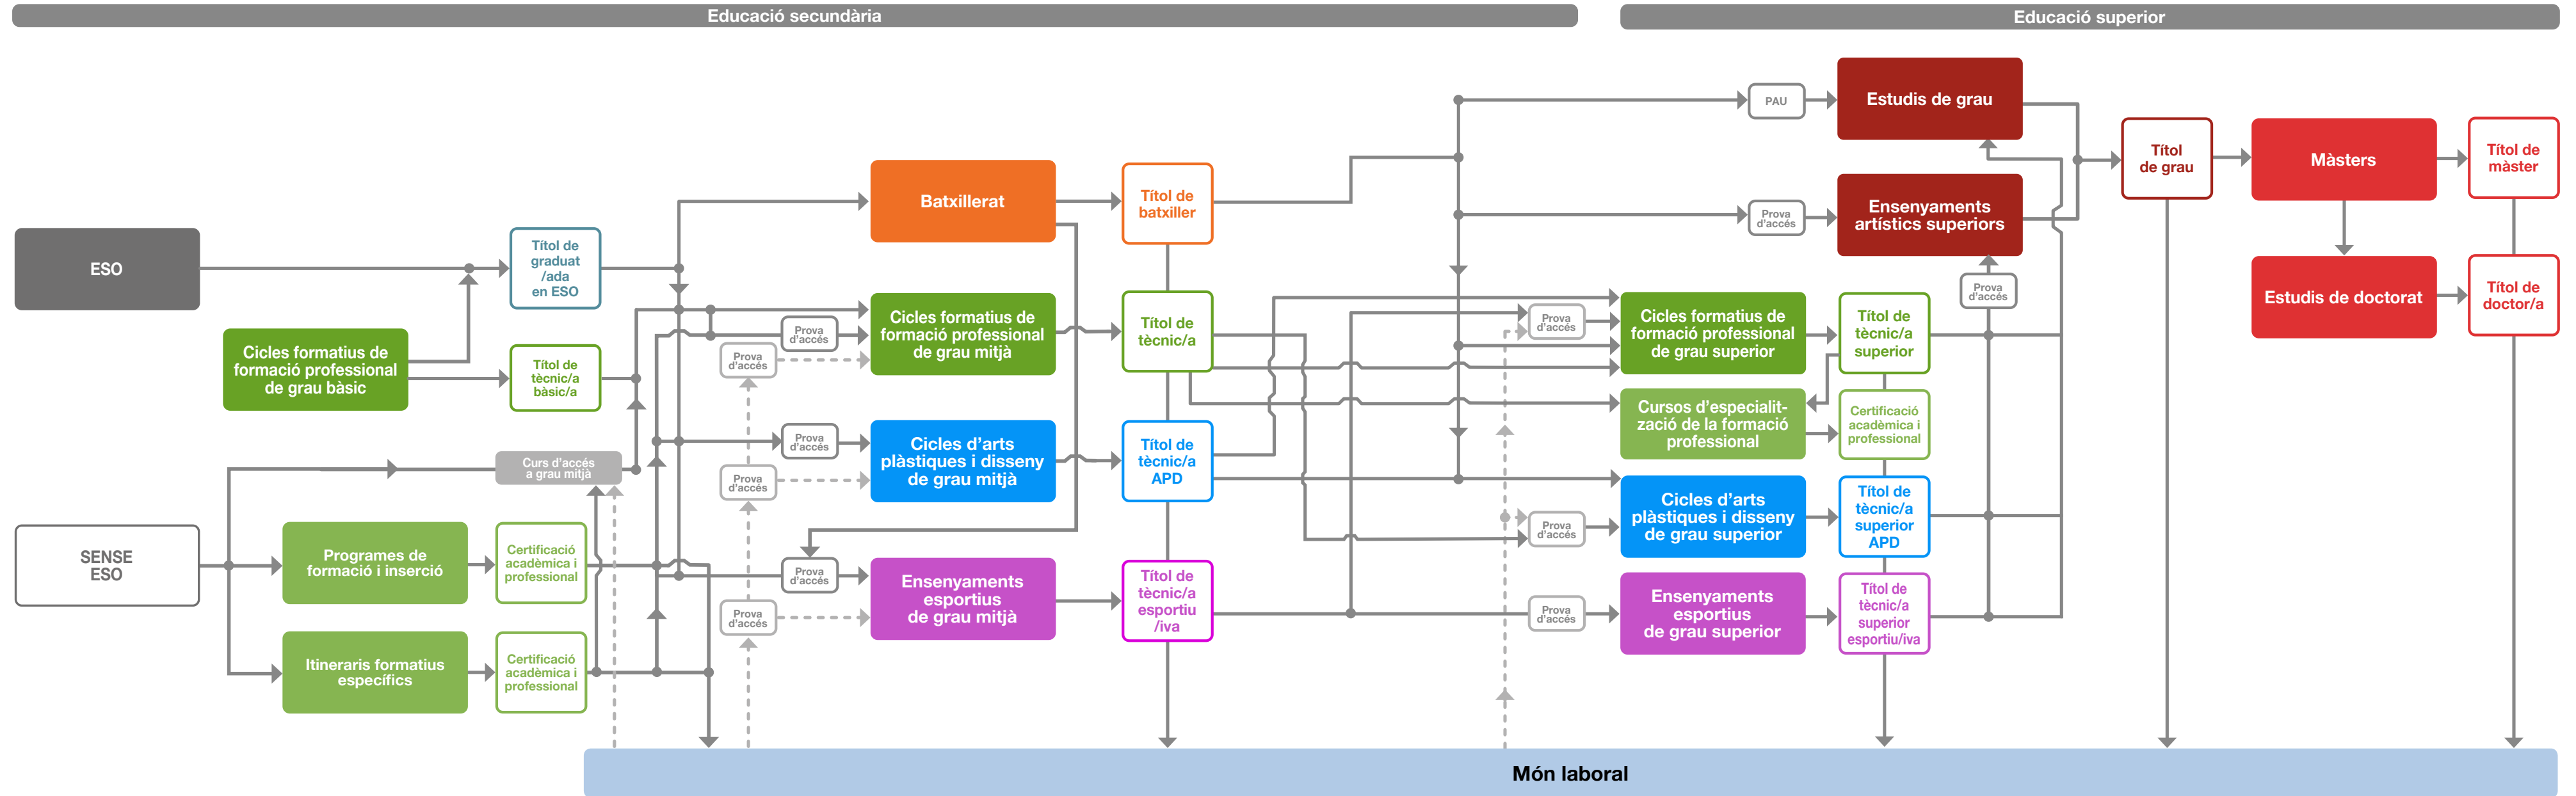 Educació secundària
Educació superior
ESO
Cicles formatius de
formació professional
de grau bàsic
SENSE
ESO
Programes de
formació i inserció
Itineraris formatius
específics
Títol de
graduat
/ada
en ESO
Títol de
tècnic/a
bàsic/a
Curs d'accés
a grau mitjà
Certificació
acadèmica i
professional
Certificació
acadèmica i
professional
Prova
d'accés
Prova
d'accés
Prova
d'accés
Prova
d'accés
Prova
d'accés
Prova
d'accés
Batxillerat
Cicles formatius de
formació professional
de grau mitjà
Cicles d'arts
plàstiques i disseny
de grau mitjà
Ensenyaments
esportius
de grau mitjà
Títol de
batxiller
Títol de
tècnic/a
Títol de
tècnic/a
APD
Títol de
tècnic/a
esportiu
/iva
PAU
Prova
d'accés
Prova
d'accés
Prova
d'accés
Prova
d'accés
Estudis de grau
Ensenyaments
artístics superiors
Prova
d'accés
Cicles formatius de
formació professional
de grau superior
Cursos d'especialit-
zació de la formació
professional
Cicles d'arts
plàstiques i disseny
de grau superior
Ensenyaments
esportius
de grau superior
Títol de
tècnic/a
superior
Certificació
acadèmica i
professional
Títol de
tècnic/a
superior
APD
Títol de
tècnic/a
superior
esportiu/iva
Títol
de grau
Màsters
Títol de
màster
Estudis de doctorat
Títol de
doctor/a
Món laboral